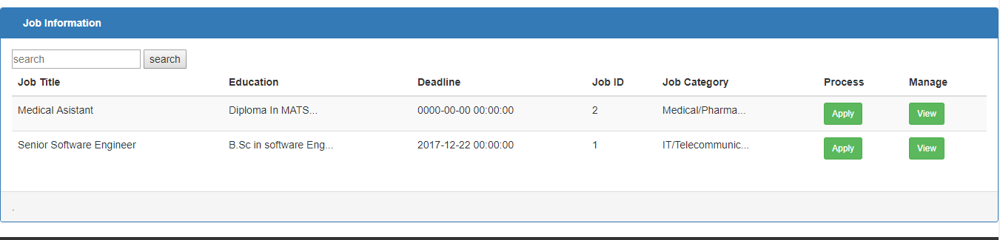 Job Information
search search
Job Title Education Deadline Job ID Job Category Process Manage
Medical Asistant Diploma In MATS... 0000-00-00 00:00:00 2 Medical/Pharma... Apply View
Senior Software Engineer B.Sc in software Eng... 2017-12-22 00:00:00 1 IT/Telecommunic... Apply View
.